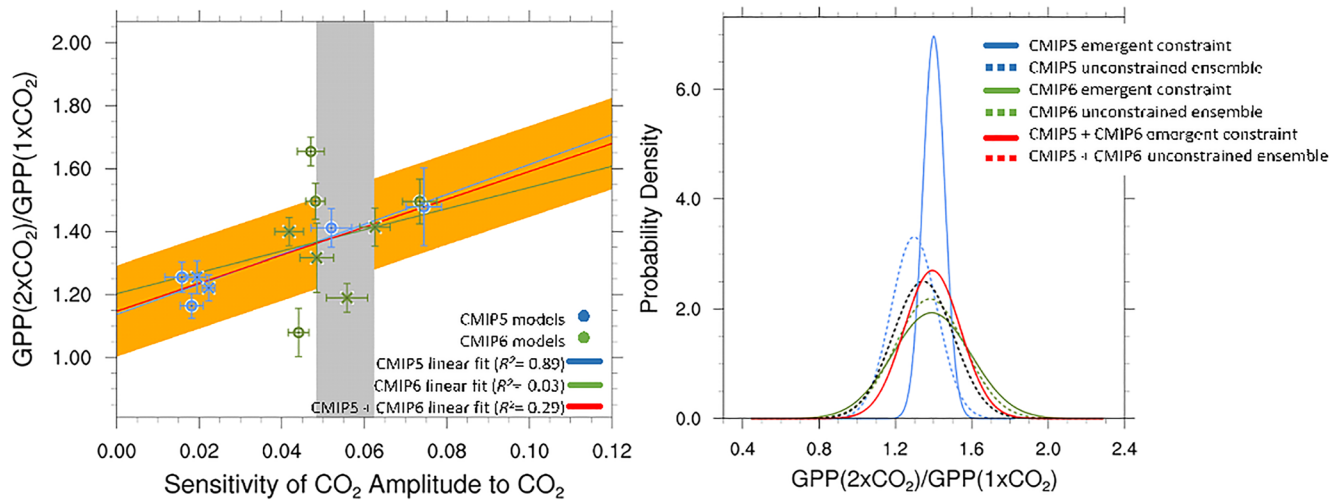 GPP(2xCO₂)/GPP(1xCO₂)
2.00
1.80
1.60
1.40
1.20
1.00
CMIP5 models
CMIP6 models
CMIP5 linear fit (R²= 0.89)
CMIP6 linear fit (R²= 0.03)
CMIP5 + CMIP6 linear fit (R²= 0.29)
0.00 0.02 0.04 0.06 0.08 0.10 0.12
Sensitivity of CO₂ Amplitude to CO₂
Probability Density
6.0
4.0
2.0
0.0
CMIP5 emergent constraint
CMIP5 unconstrained ensemble
CMIP6 emergent constraint
CMIP6 unconstrained ensemble
CMIP5 + CMIP6 emergent constraint
CMIP5 + CMIP6 unconstrained ensemble
0.4 0.8 1.2 1.6 2.0 2.4
GPP(2xCO₂)/GPP(1xCO₂)